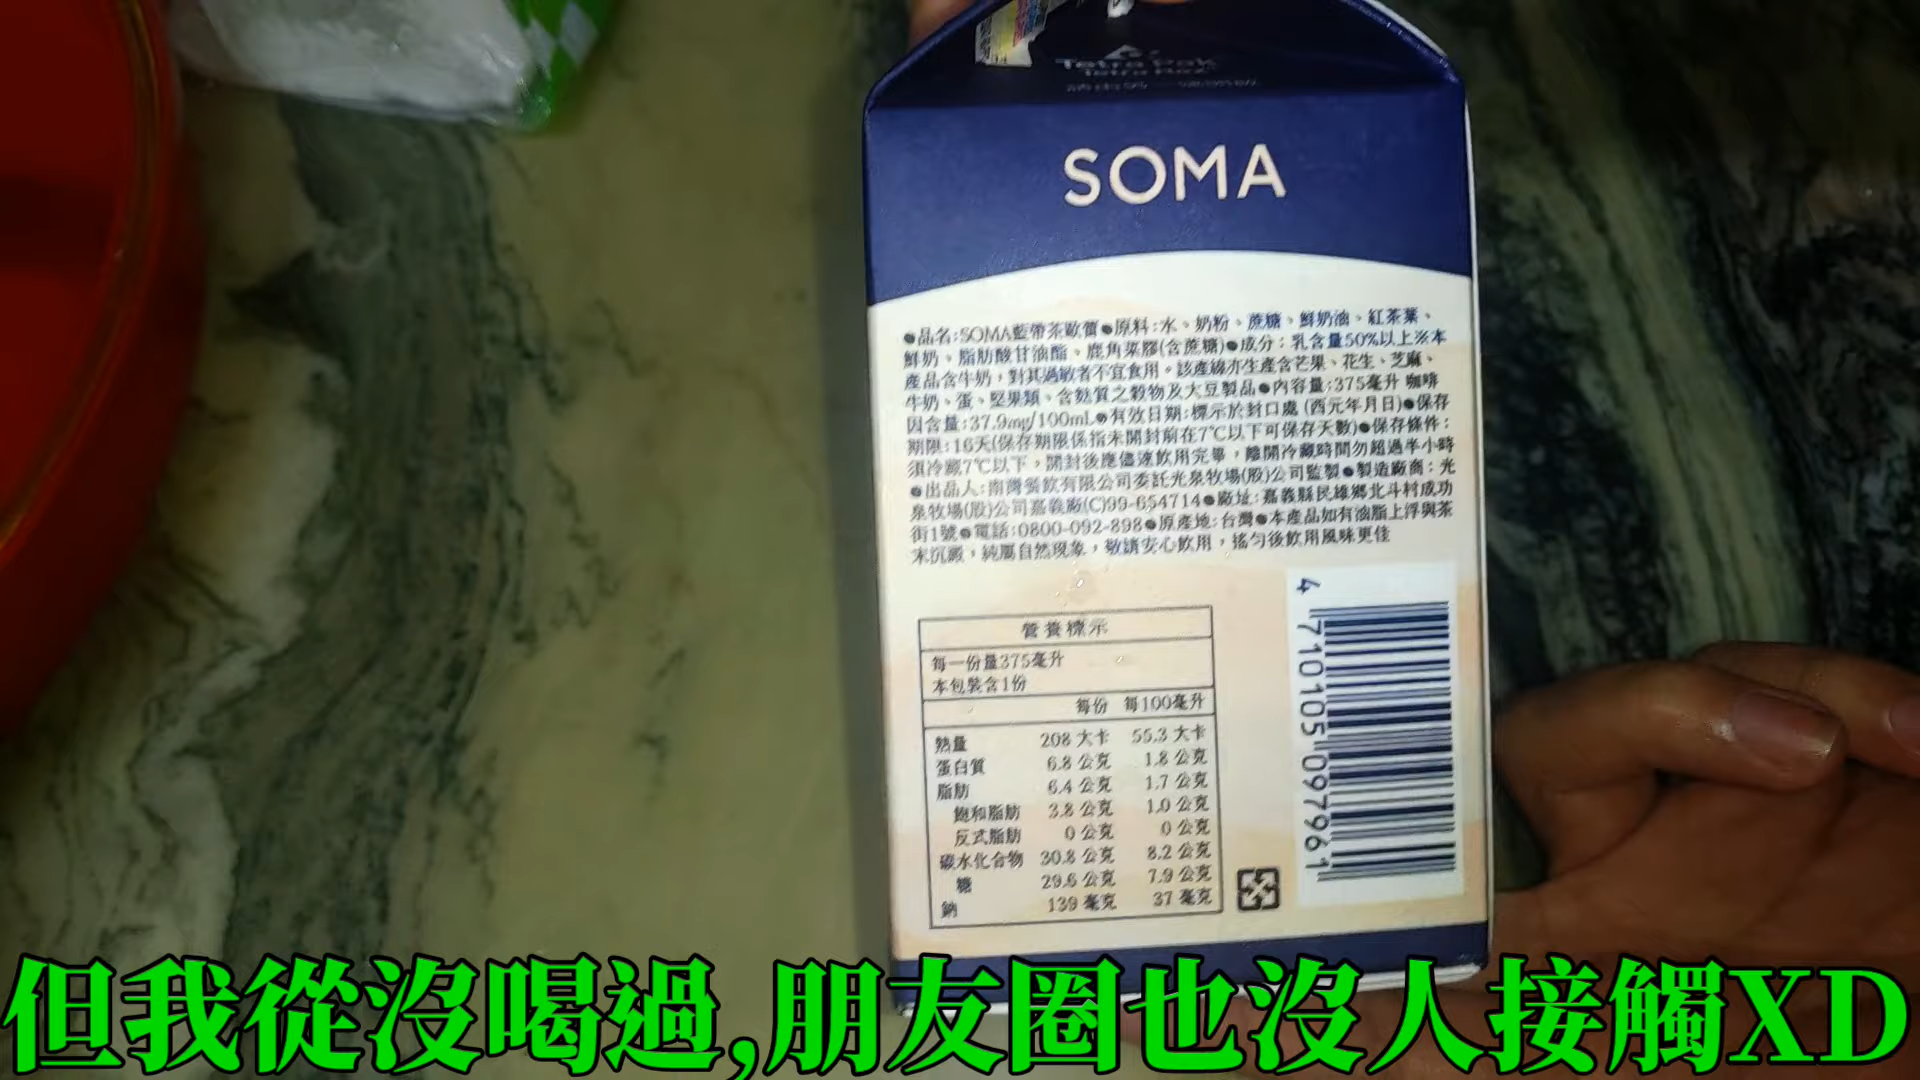 Tetra Pak
Tetra Rex
SOMA
●品名:SOMA藍帶茶歐蕾●原料:水、奶粉、蔗糖、鮮奶油、紅茶葉、
鮮奶、脂肪酸甘油酯、鹿角菜膠(含蔗糖)●成分:乳含量50%以上※本
產品含牛奶,對其過敏者不宜食用。該產線亦生產含芒果、花生、芝麻、
牛奶、蛋、堅果類、含麩質之穀物及大豆製品●內容量:375毫升 咖啡
因含量:37.9mg/100mL●有效日期:標示於封口處(西元年月日)●保存
期限:16天(保存期限係指未開封前在7℃以下可保存天數)●保存條件:
須冷藏7℃以下,開封後應儘速飲用完畢,離開冷藏時間勿超過半小時
●出品人:南灣餐飲有限公司委託光泉牧場(股)公司監製●製造廠商:光
泉牧場(股)公司嘉義廠(C)99-654714●廠址:嘉義縣民雄鄉北斗村成功
街1號●電話:0800-092-898●原產地:台灣●本產品如有油脂上浮與茶
末沉澱,純屬自然現象,敬請安心飲用,搖勻後飲用風味更佳
營養標示
每一份量375毫升
本包裝含1份
每份 每100毫升
熱量 208 大卡 55.3 大卡
蛋白質 6.8 公克 1.8 公克
脂肪 6.4 公克 1.7 公克
飽和脂肪 3.8 公克 1.0 公克
反式脂肪 0 公克 0 公克
碳水化合物 30.8 公克 8.2 公克
糖 29.6 公克 7.9 公克
鈉 139 毫克 37 毫克
4 710105 097961
但我從沒喝過,朋友圈也沒人接觸XD